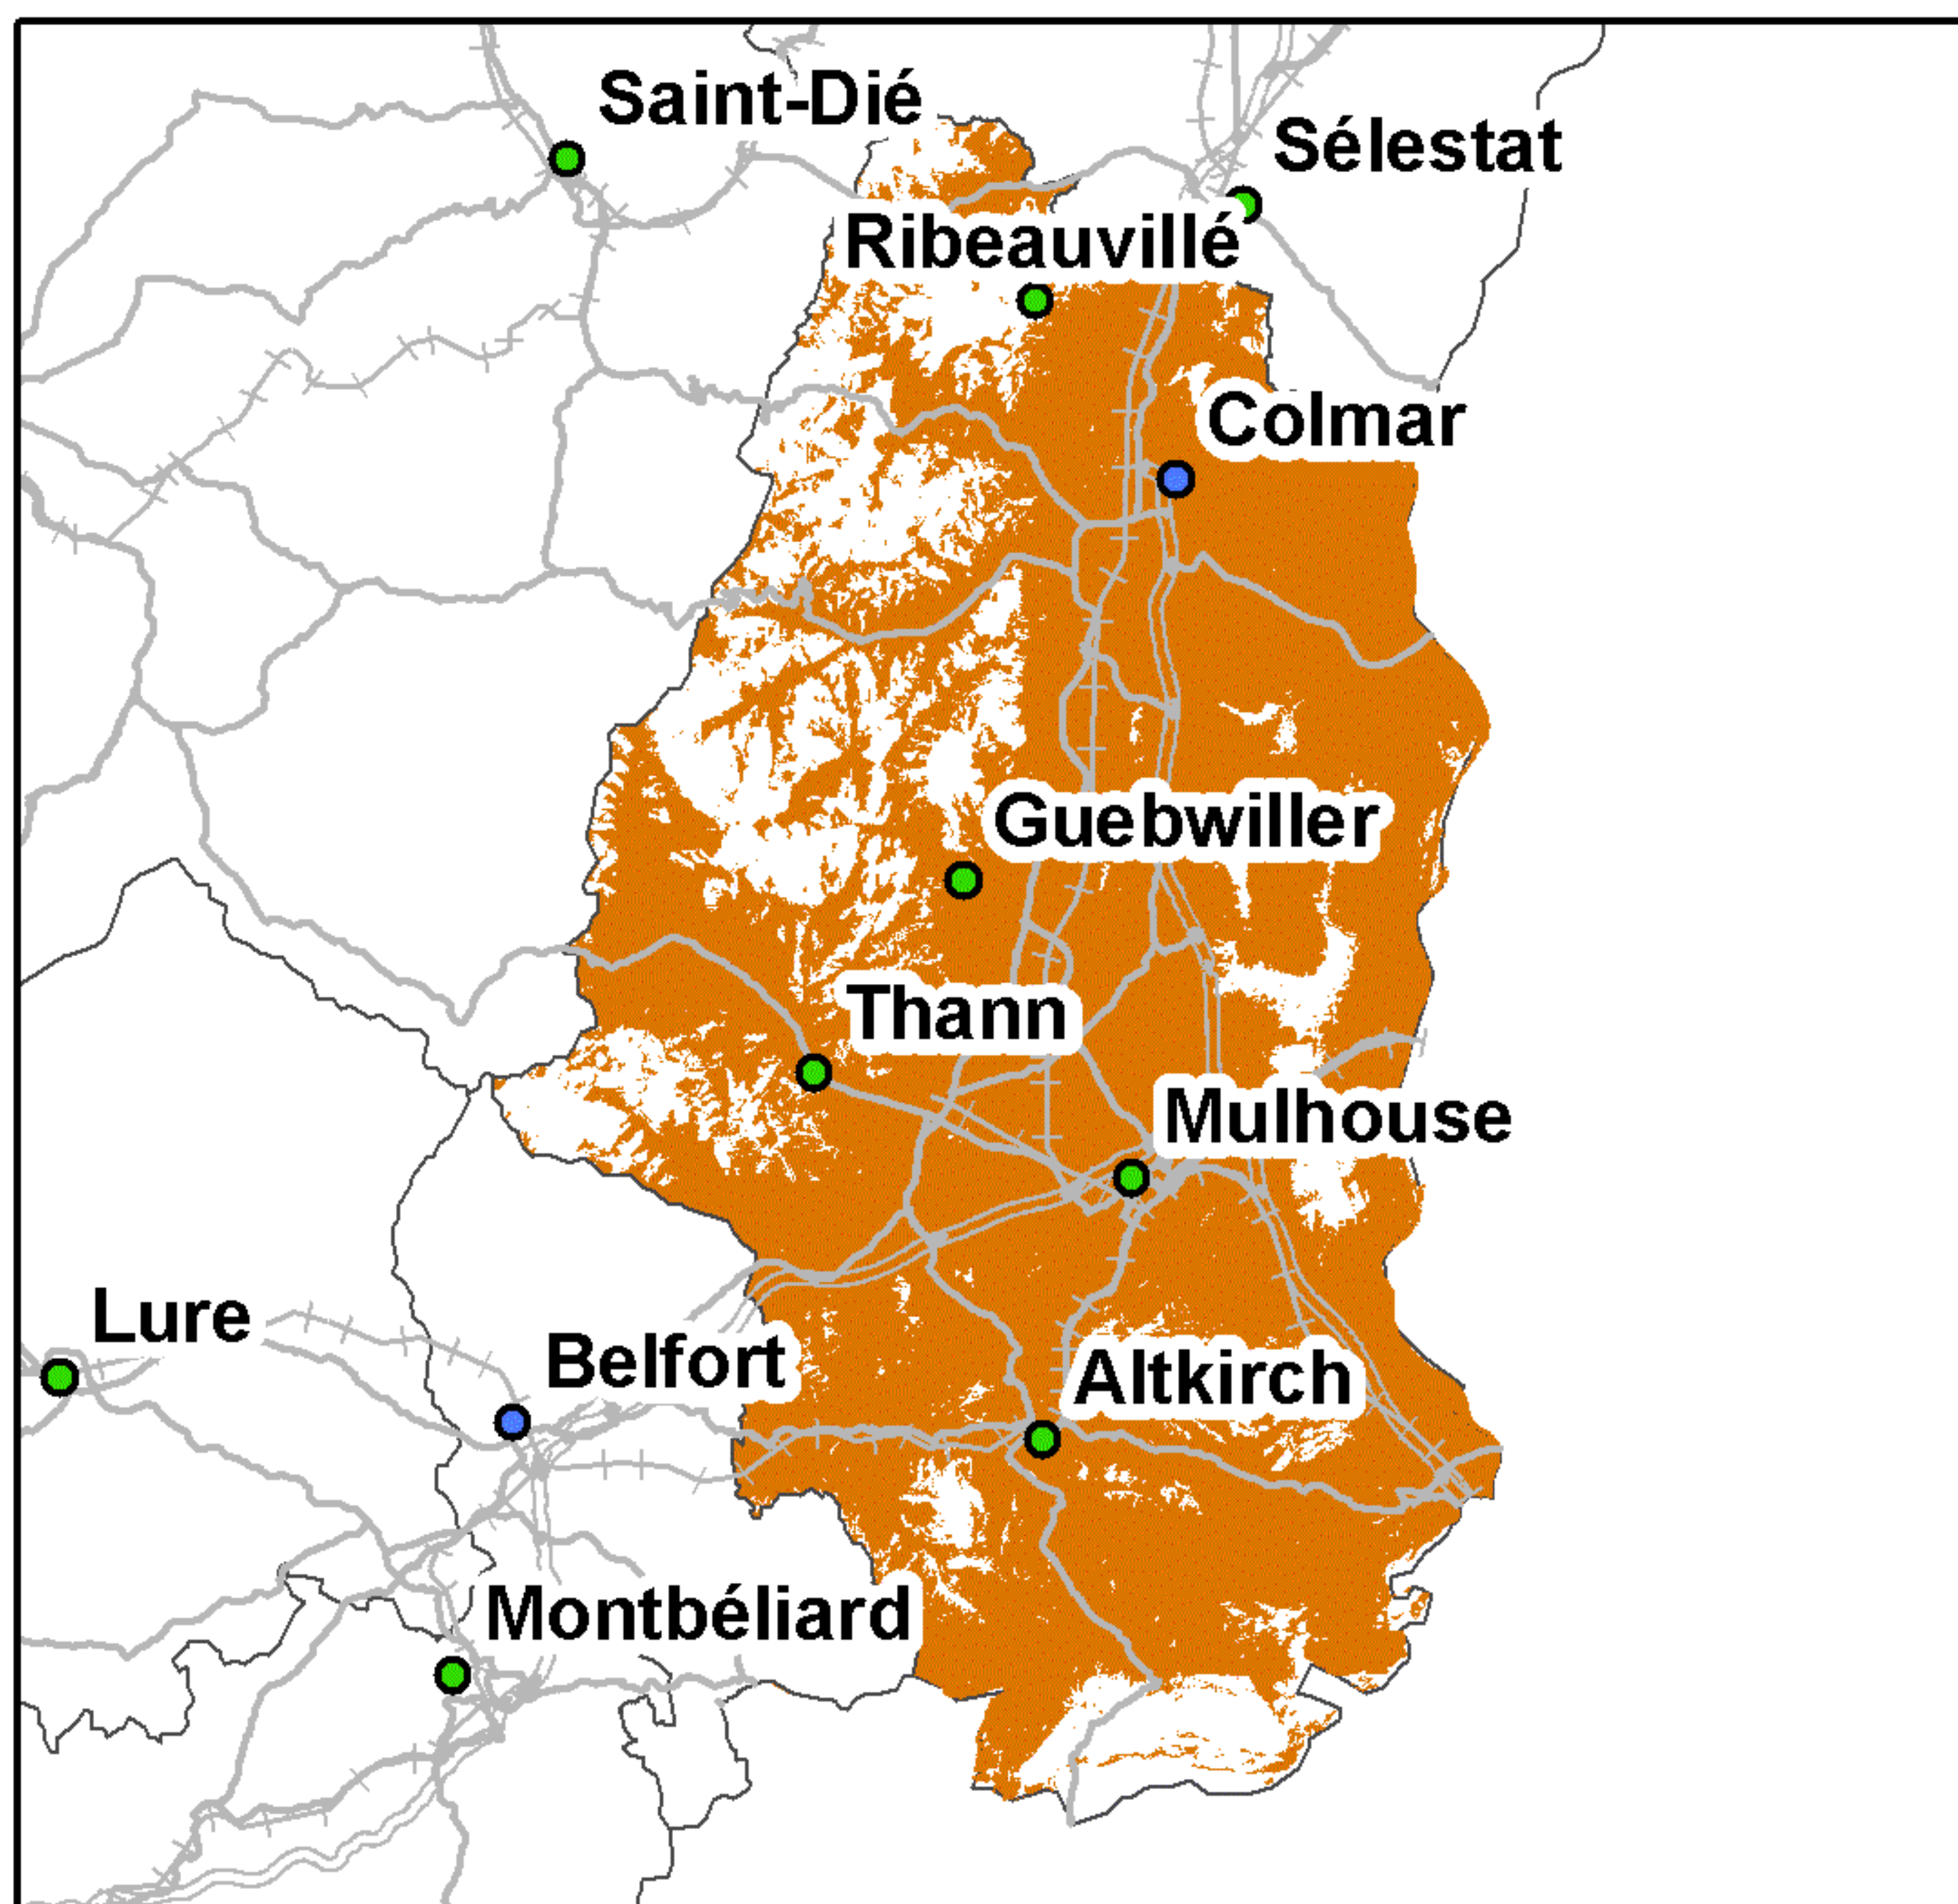 Saint-Dié
Sélestat
Ribeauvillé
Colmar
Guebwiller
Thann
Mulhouse
Lure
Belfort
Altkirch
Montbéliard